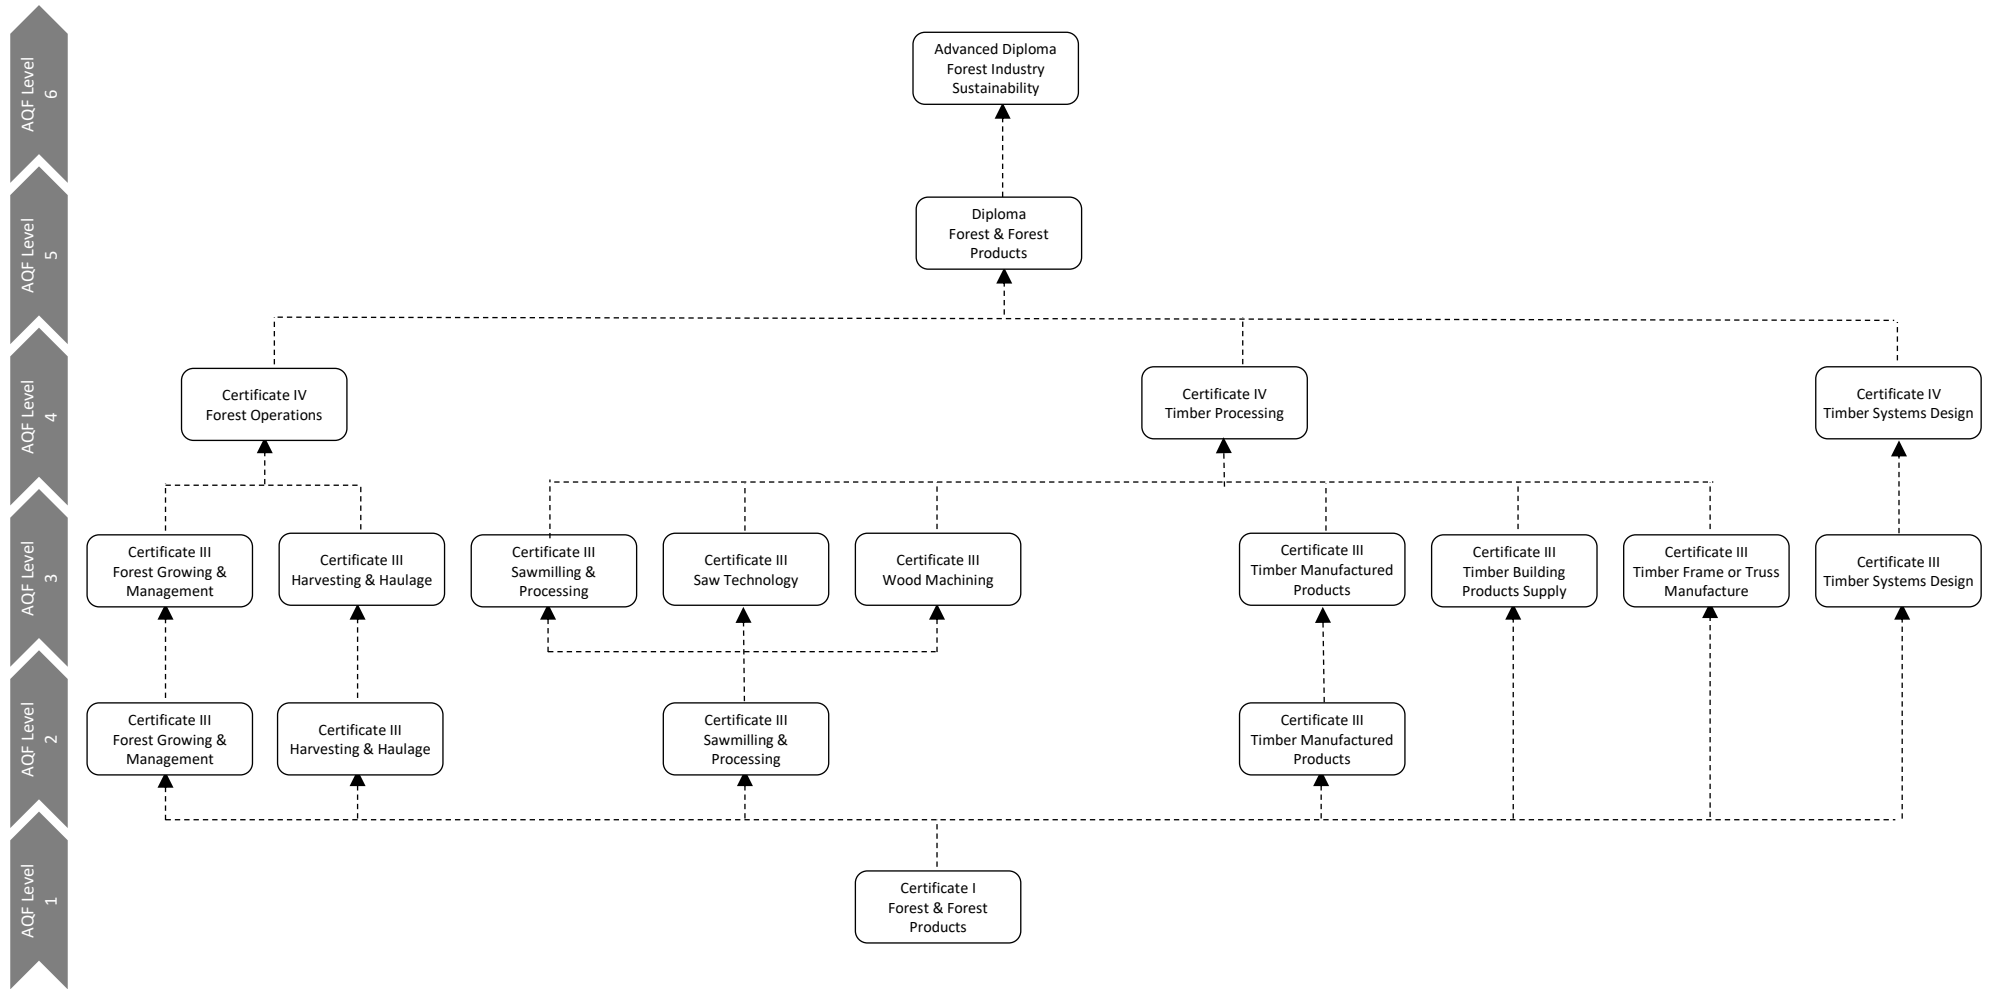 AQF Level
6
Advanced Diploma
Forest Industry
Sustainability
AQF Level
5
Diploma
Forest & Forest
Products
AQF Level
4
Certificate IV
Forest Operations
Certificate IV
Timber Processing
Certificate IV
Timber Systems Design
AQF Level
3
Certificate III
Forest Growing &
Management
Certificate III
Harvesting & Haulage
Certificate III
Sawmilling &
Processing
Certificate III
Saw Technology
Certificate III
Wood Machining
Certificate III
Timber Manufactured
Products
Certificate III
Timber Building
Products Supply
Certificate III
Timber Frame or Truss
Manufacture
Certificate III
Timber Systems Design
AQF Level
2
Certificate III
Forest Growing &
Management
Certificate III
Harvesting & Haulage
Certificate III
Sawmilling &
Processing
Certificate III
Timber Manufactured
Products
AQF Level
1
Certificate I
Forest & Forest
Products